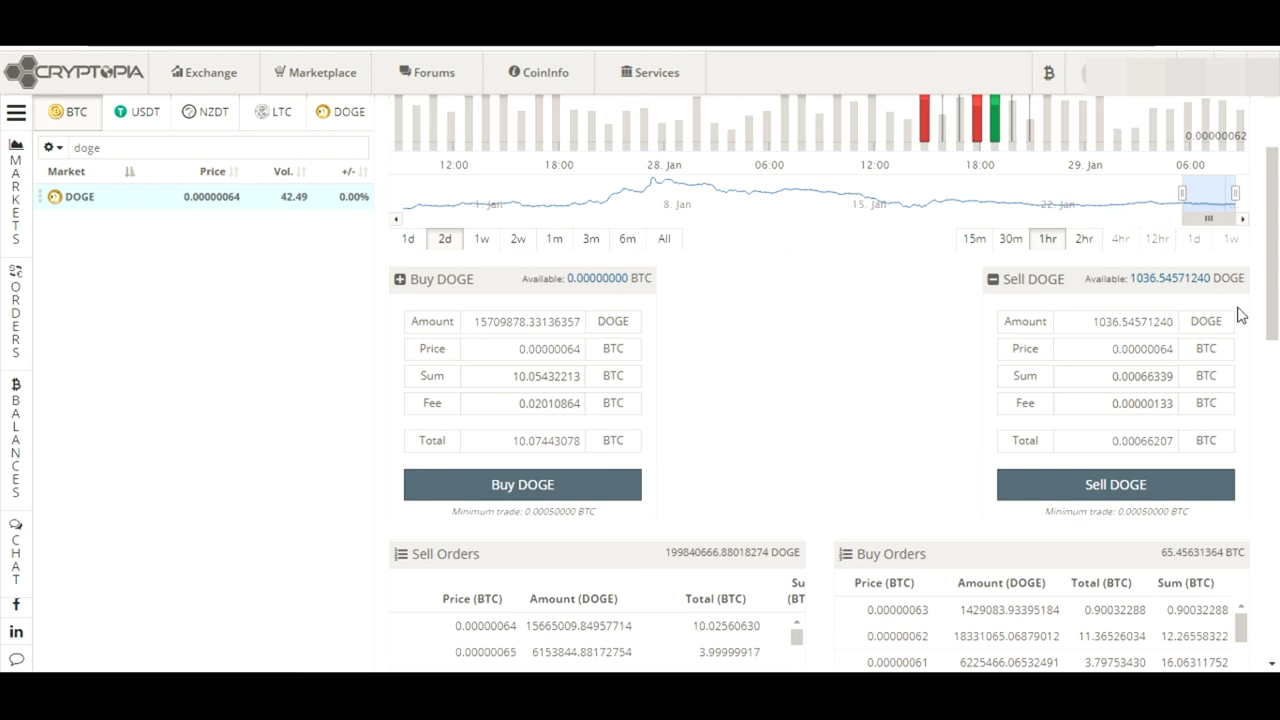 CRYPTOPIA Exchange Marketplace Forums CoinInfo Services
BTC USDT NZDT LTC DOGE
doge
Market Price Vol. +/-
DOGE 0.00000064 42.49 0.00%
MARKETS
ORDERS
BALANCES
CHAT
0.00000062
12:00 18:00 28. Jan 06:00 12:00 18:00 29. Jan 06:00
1. Jan 8. Jan 15. Jan 22. Jan
1d 2d 1w 2w 1m 3m 6m All 15m 30m 1hr 2hr 4hr 12hr 1d 1w
Buy DOGE Available: 0.00000000 BTC
Amount 15709878.33136357 DOGE
Price 0.00000064 BTC
Sum 10.05432213 BTC
Fee 0.02010864 BTC
Total 10.07443078 BTC
Buy DOGE
Minimum trade: 0.00050000 BTC
Sell DOGE Available: 1036.54571240 DOGE
Amount 1036.54571240 DOGE
Price 0.00000064 BTC
Sum 0.00066339 BTC
Fee 0.00000133 BTC
Total 0.00066207 BTC
Sell DOGE
Minimum trade: 0.00050000 BTC
Sell Orders 199840666.88018274 DOGE
Price (BTC) Amount (DOGE) Total (BTC) Su
(BT
0.00000064 15665009.84957714 10.02560630
0.00000065 6153844.88172754 3.99999917
Buy Orders 65.45631364 BTC
Price (BTC) Amount (DOGE) Total (BTC) Sum (BTC)
0.00000063 1429083.93395184 0.90032288 0.90032288
0.00000062 18331065.06879012 11.36526034 12.26558322
0.00000061 6225466.06532491 3.79753430 16.06311752